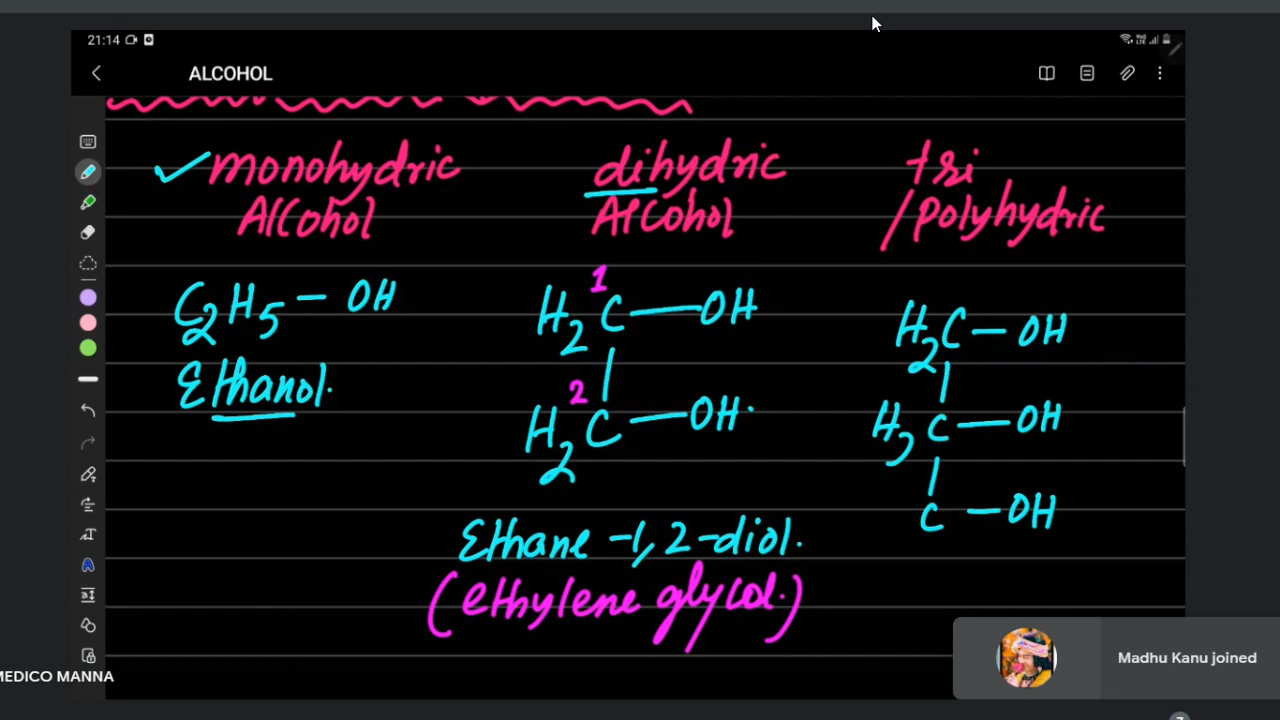 21:14
ALCOHOL
monohydric
Alcohol
dihydric
Alcohol
tri
/polyhydric
C2H5 — OH
Ethanol.
1
H2C — OH
2
H2C — OH.
Ethane -1,2-diol.
(ethylene glycol.)
H2C — OH
C — OH
C — OH
Madhu Kanu joined
MEDICO MANNA